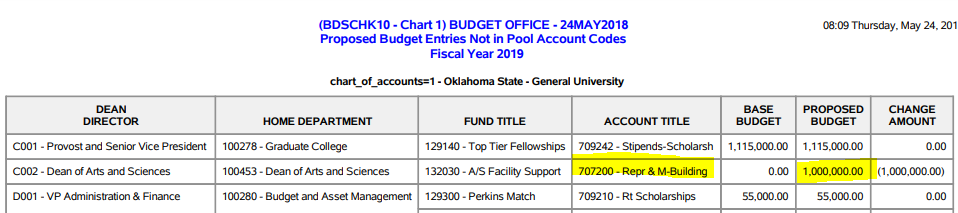 (BDSCHK10 - Chart 1) BUDGET OFFICE - 24MAY2018 08:09 Thursday, May 24, 201
Proposed Budget Entries Not in Pool Account Codes
Fiscal Year 2019
chart_of_accounts=1 - Oklahoma State - General University
DEAN DIRECTOR HOME DEPARTMENT FUND TITLE ACCOUNT TITLE BASE BUDGET PROPOSED BUDGET CHANGE AMOUNT
C001 - Provost and Senior Vice President 100278 - Graduate College 129140 - Top Tier Fellowships 709242 - Stipends-Scholarsh 1,115,000.00 1,115,000.00 0.00
C002 - Dean of Arts and Sciences 100453 - Dean of Arts and Sciences 132030 - A/S Facility Support 707200 - Repr & M-Building 0.00 1,000,000.00 (1,000,000.00)
D001 - VP Administration & Finance 100280 - Budget and Asset Management 129300 - Perkins Match 709210 - Rt Scholarships 55,000.00 55,000.00 0.00